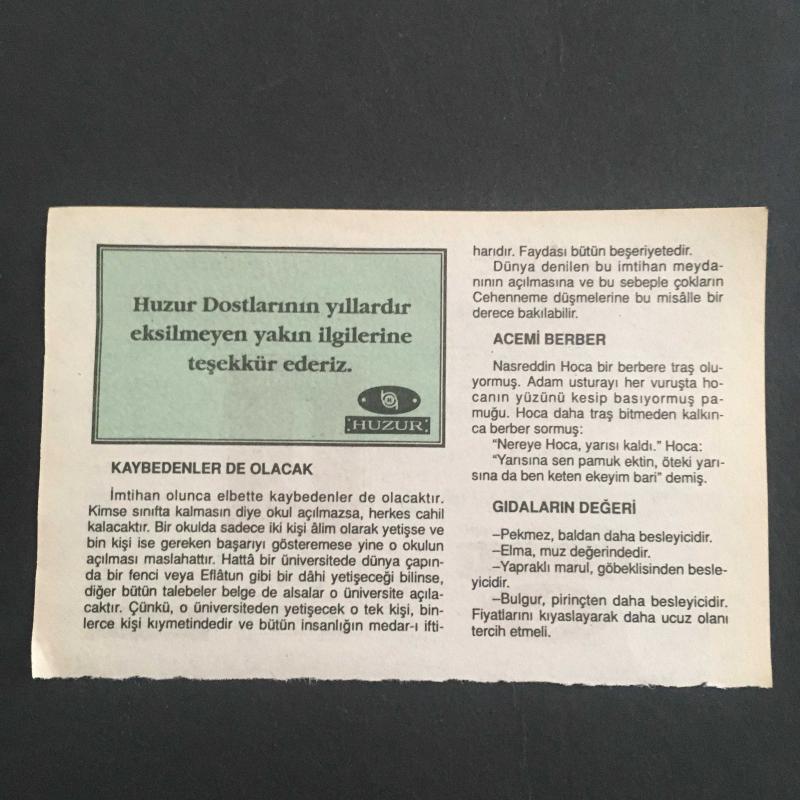 Huzur Dostlarının yıllardır
eksilmeyen yakın ilgilerine
teşekkür ederiz.
HUZUR
KAYBEDENLER DE OLACAK
İmtihan olunca elbette kaybedenler de olacaktır.
Kimse sınıfta kalmasın diye okul açılmazsa, herkes cahil
kalacaktır. Bir okulda sadece iki kişi âlim olarak yetişse ve
bin kişi ise gereken başarıyı gösteremese yine o okulun
açılması maslahattır. Hattâ bir üniversitede dünya çapın-
da bir fenci veya Eflâtun gibi bir dâhi yetişeceği bilinse,
diğer bütün talebeler belge de alsalar o üniversite açıla-
caktır. Çünkü, o üniversiteden yetişecek o tek kişi, bin-
lerce kişi kıymetindedir ve bütün insanlığın medar-ı ifti-
harıdır. Faydası bütün beşeriyetedir.
Dünya denilen bu imtihan meyda-
nının açılmasına ve bu sebeple çokların
Cehenneme düşmelerine bu misâlle bir
derece bakılabilir.
ACEMİ BERBER
Nasreddin Hoca bir berbere traş olu-
yormuş. Adam usturayı her vuruşta ho-
canın yüzünü kesip basıyormuş pa-
muğu. Hoca daha traş bitmeden kalkın-
ca berber sormuş:
"Nereye Hoca, yarısı kaldı." Hoca:
"Yarısına sen pamuk ektin, öteki yarı-
sına da ben keten ekeyim bari" demiş.
GIDALARIN DEĞERİ
–Pekmez, baldan daha besleyicidir.
–Elma, muz değerindedir.
–Yapraklı marul, göbeklisinden besle-
yicidir.
–Bulgur, pirinçten daha besleyicidir.
Fiyatlarını kıyaslayarak daha ucuz olanı
tercih etmeli.